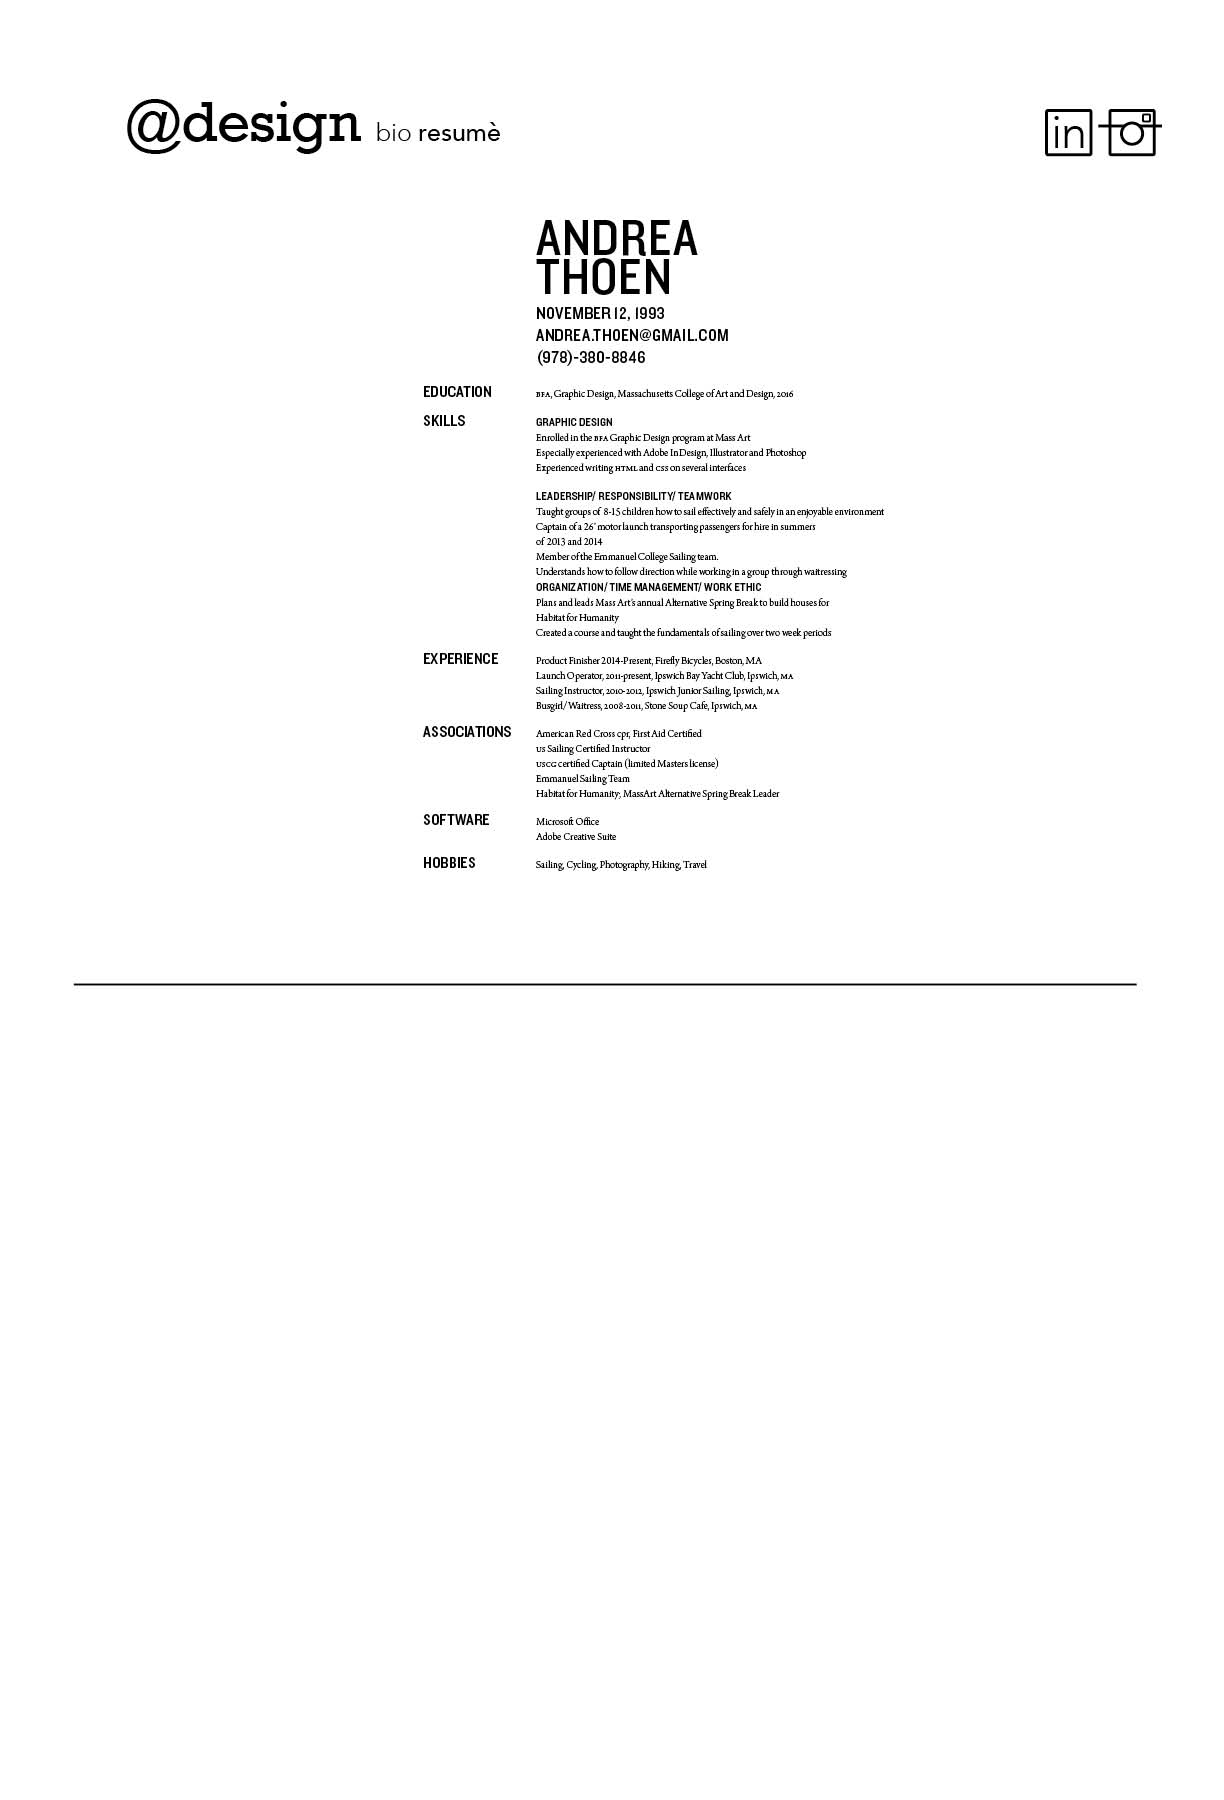 @design bio resumè
in
ANDREA
THOEN
NOVEMBER 12, 1993
ANDREA.THOEN@GMAIL.COM
(978)-380-8846
EDUCATION BFA, Graphic Design, Massachusetts College of Art and Design, 2016
SKILLS GRAPHIC DESIGN
Enrolled in the BFA Graphic Design program at Mass Art
Especially experienced with Adobe InDesign, Illustrator and Photoshop
Experienced writing HTML and CSS on several interfaces
LEADERSHIP/ RESPONSIBILITY/ TEAMWORK
Taught groups of 8-15 children how to sail effectively and safely in an enjoyable environment
Captain of a 26' motor launch transporting passengers for hire in summers
of 2013 and 2014
Member of the Emmanuel College Sailing team.
Understands how to follow direction while working in a group through waitressing
ORGANIZATION/ TIME MANAGEMENT/ WORK ETHIC
Plans and leads Mass Art's annual Alternative Spring Break to build houses for
Habitat for Humanity
Created a course and taught the fundamentals of sailing over two week periods
EXPERIENCE Product Finisher 2014-Present, Firefly Bicycles, Boston, MA
Launch Operator, 2011-present, Ipswich Bay Yacht Club, Ipswich, MA
Sailing Instructor, 2010-2012, Ipswich Junior Sailing, Ipswich, MA
Busgirl/ Waitress, 2008-2011, Stone Soup Cafe, Ipswich, MA
ASSOCIATIONS American Red Cross cpr, First Aid Certified
US Sailing Certified Instructor
USCG certified Captain (limited Masters license)
Emmanuel Sailing Team
Habitat for Humanity; MassArt Alternative Spring Break Leader
SOFTWARE Microsoft Office
Adobe Creative Suite
HOBBIES Sailing, Cycling, Photography, Hiking, Travel